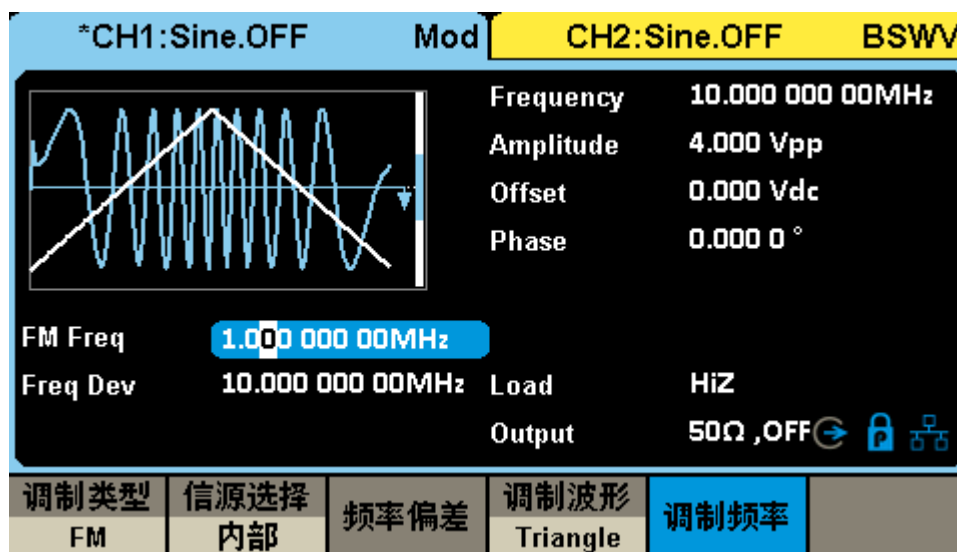 *CH1:Sine.OFF Mod CH2:Sine.OFF BSWV
Frequency 10.000 000 00MHz
Amplitude 4.000 Vpp
Offset 0.000 Vdc
Phase 0.000 0 °
FM Freq 1.000 000 00MHz
Freq Dev 10.000 000 00MHz Load HiZ
Output 50Ω ,OFF P
调制类型 信源选择 频率偏差 调制波形 调制频率
FM 内部 Triangle